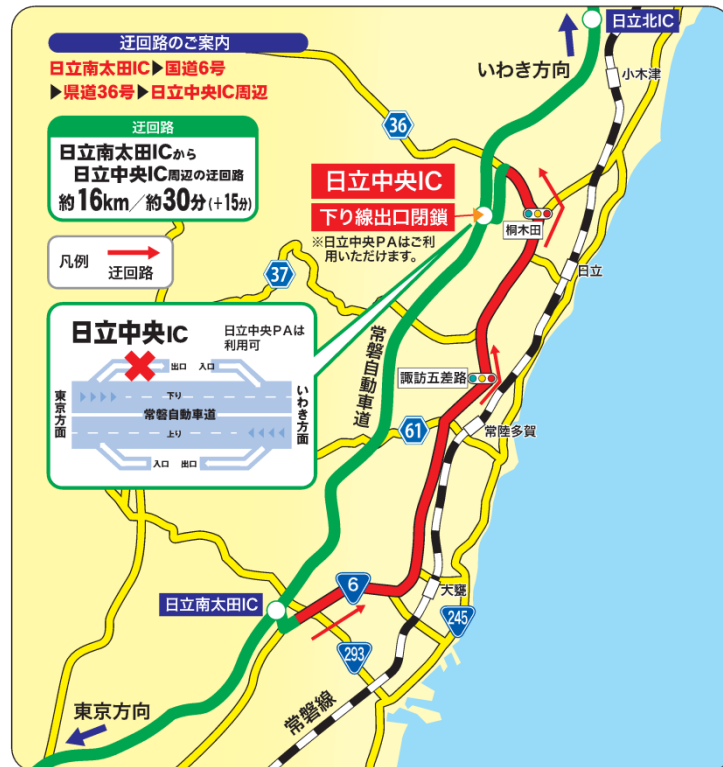 迂回路のご案内
日立南太田IC▶国道6号
▶県道36号▶日立中央IC周辺
迂回路
日立南太田ICから
日立中央IC周辺の迂回路
約16km／約30分(+15分)
凡例
迂回路
日立北IC
いわき方向
小木津
36
日立中央IC
下り線出口閉鎖
※日立中央PAはご利
用いただけます。
桐木田
37
日立
日立中央IC
日立中央PAは
利用可
出口
入口
東京方面
下り
常磐自動車道
上り
いわき方面
入口
出口
常磐自動車道
諏訪五差路
61
常陸多賀
6
大甕
日立南太田IC
245
293
東京方向
常磐線